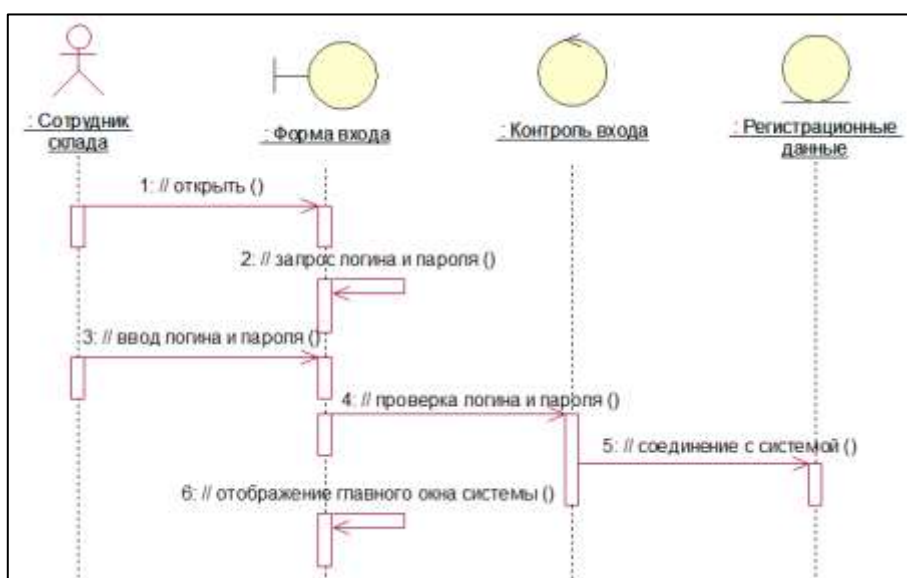 : Сотрудник
склада
: Форма входа
: Контроль входа
: Регистрационные
данные
1: // открыть ()
2: // запрос логина и пароля ()
3: // ввод логина и пароля ()
4: // проверка логина и пароля ()
5: // соединение с системой ()
6: // отображение главного окна системы ()